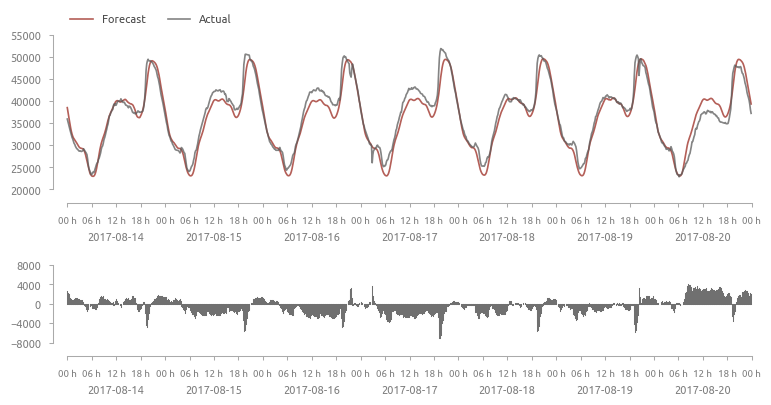 Forecast Actual
55000
50000
45000
40000
35000
30000
25000
20000
00 h 06 h 12 h 18 h 00 h 06 h 12 h 18 h 00 h 06 h 12 h 18 h 00 h 06 h 12 h 18 h 00 h 06 h 12 h 18 h 00 h 06 h 12 h 18 h 00 h 06 h 12 h 18 h 00 h
2017-08-14 2017-08-15 2017-08-16 2017-08-17 2017-08-18 2017-08-19 2017-08-20
8000
4000
0
−4000
−8000
00 h 06 h 12 h 18 h 00 h 06 h 12 h 18 h 00 h 06 h 12 h 18 h 00 h 06 h 12 h 18 h 00 h 06 h 12 h 18 h 00 h 06 h 12 h 18 h 00 h 06 h 12 h 18 h 00 h
2017-08-14 2017-08-15 2017-08-16 2017-08-17 2017-08-18 2017-08-19 2017-08-20